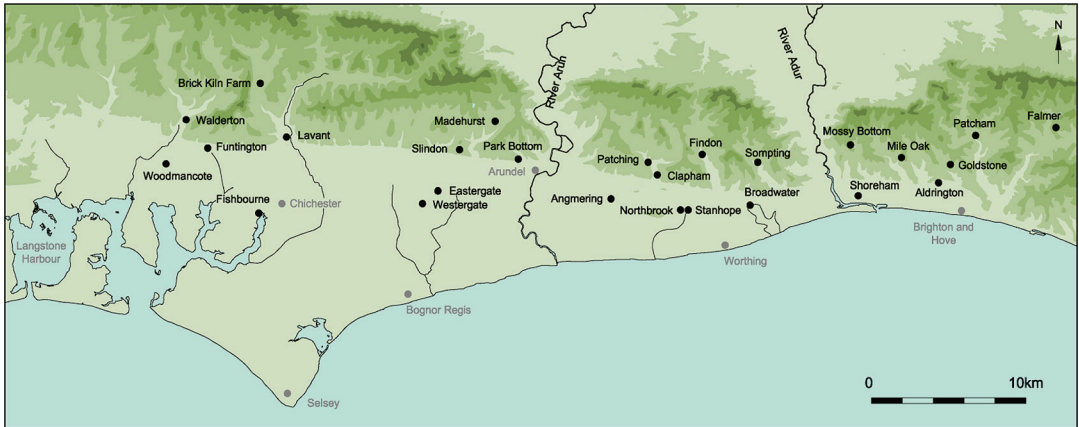 N
River Arun
River Adur
Brick Kiln Farm
Walderton
Lavant
Funtington
Woodmancote
Fishbourne
Chichester
Langstone
Harbour
Madehurst
Slindon
Park Bottom
Arundel
Eastergate
Westergate
Bognor Regis
Selsey
Patching
Findon
Clapham
Sompting
Angmering
Northbrook
Stanhope
Broadwater
Worthing
Mossy Bottom
Mile Oak
Patcham
Falmer
Goldstone
Aldrington
Shoreham
Brighton and
Hove
0
10km